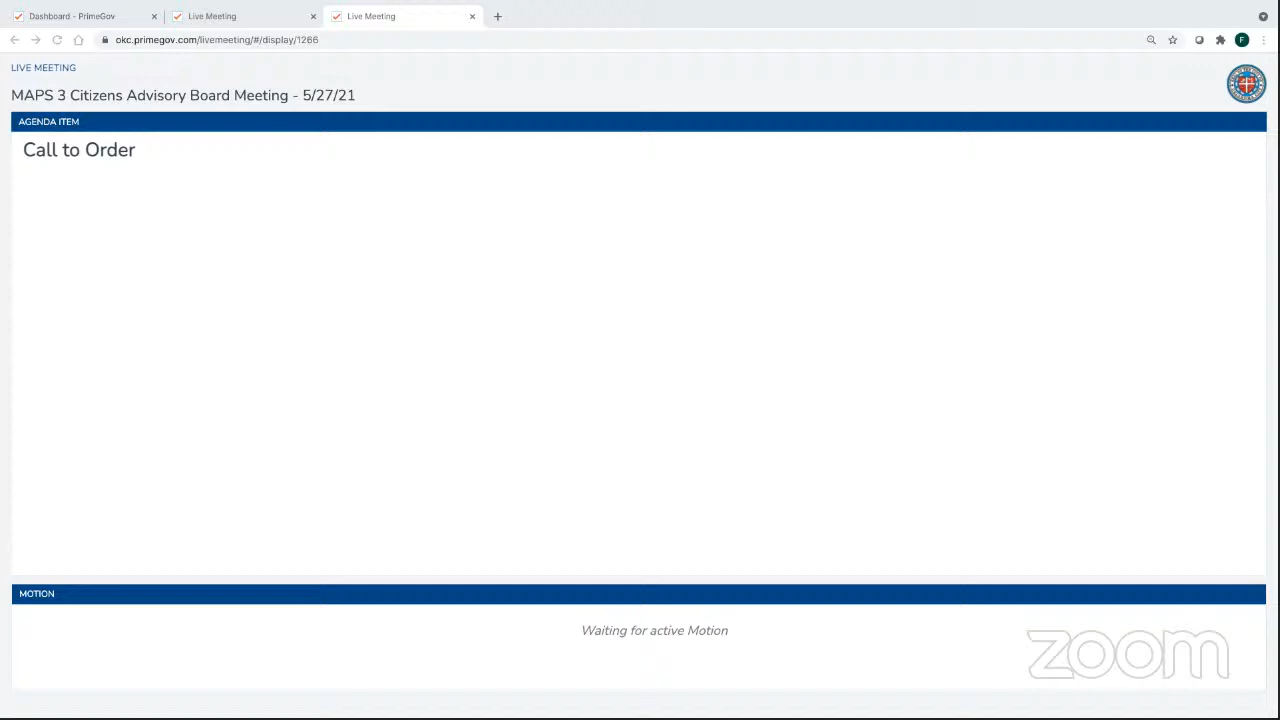 Dashboard - PrimeGov
Live Meeting
Live Meeting
okc.primegov.com/livemeeting/#/display/1266
F
LIVE MEETING
MAPS 3 Citizens Advisory Board Meeting - 5/27/21
AGENDA ITEM
Call to Order
MOTION
Waiting for active Motion
zoom